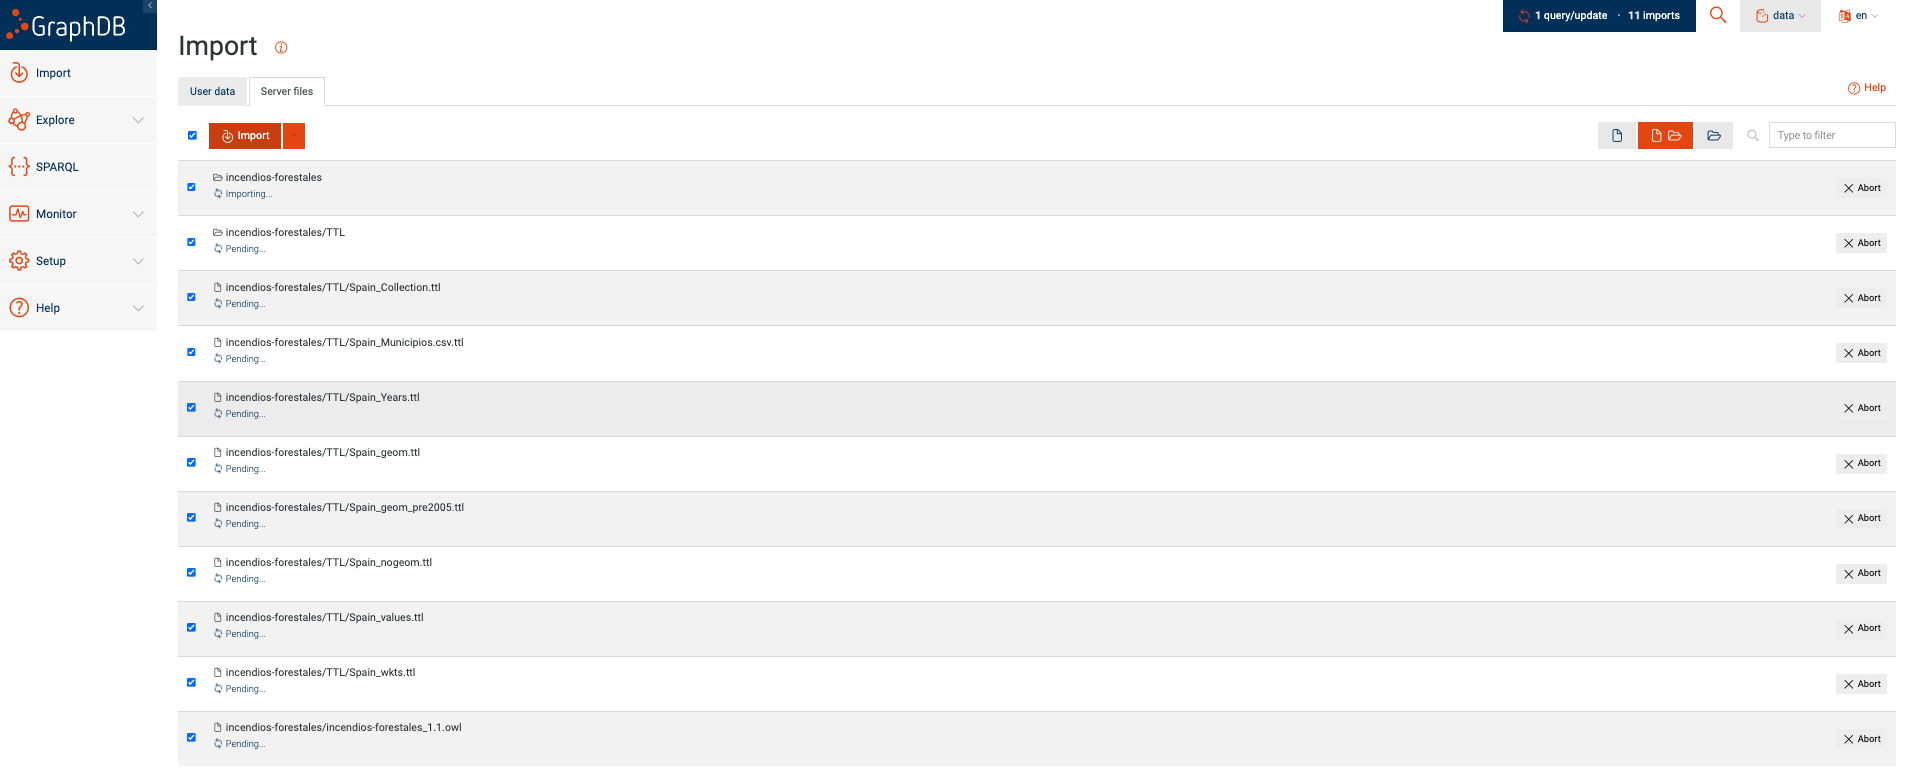 GraphDB
1 query/update · 11 imports
data
en
Import
Import
Explore
SPARQL
Monitor
Setup
Help
User data
Server files
Help
Import
Type to filter
incendios-forestales
Importing...
Abort
incendios-forestales/TTL
Pending...
Abort
incendios-forestales/TTL/Spain_Collection.ttl
Pending...
Abort
incendios-forestales/TTL/Spain_Municipios.csv.ttl
Pending...
Abort
incendios-forestales/TTL/Spain_Years.ttl
Pending...
Abort
incendios-forestales/TTL/Spain_geom.ttl
Pending...
Abort
incendios-forestales/TTL/Spain_geom_pre2005.ttl
Pending...
Abort
incendios-forestales/TTL/Spain_nogeom.ttl
Pending...
Abort
incendios-forestales/TTL/Spain_values.ttl
Pending...
Abort
incendios-forestales/TTL/Spain_wkts.ttl
Pending...
Abort
incendios-forestales/incendios-forestales_1.1.owl
Pending...
Abort